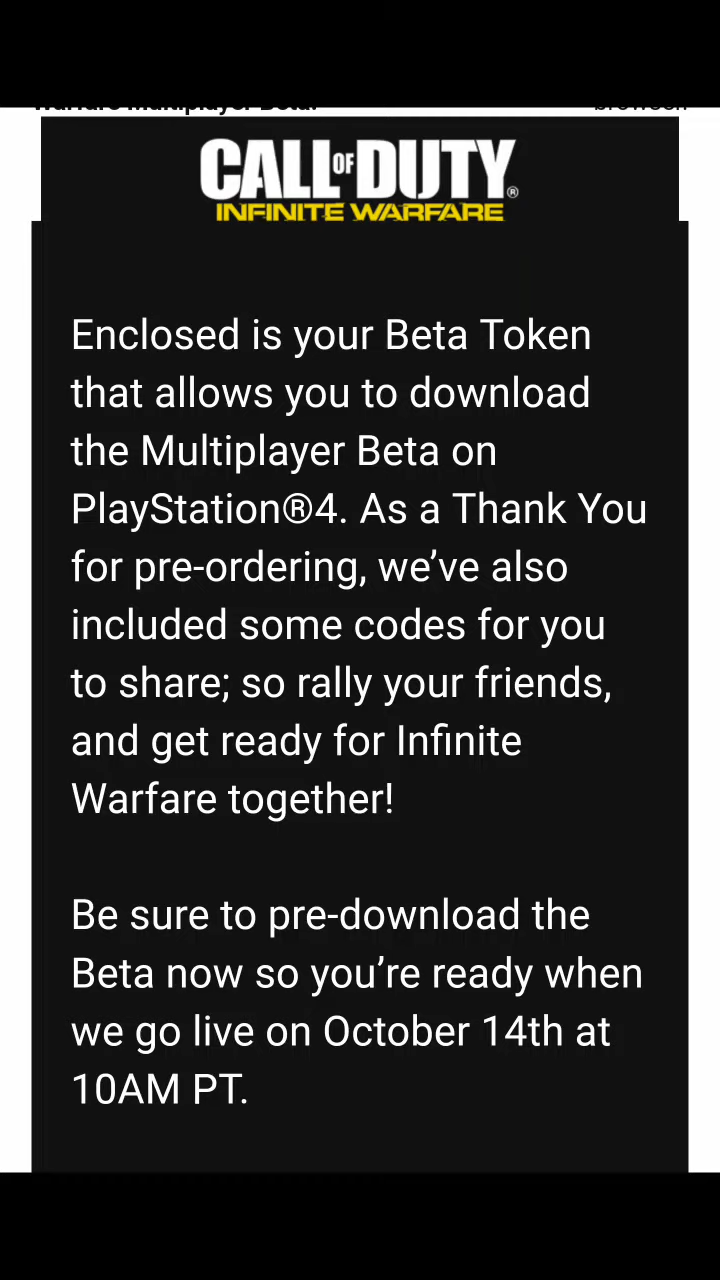 CALL OF DUTY®
INFINITE WARFARE
Enclosed is your Beta Token
that allows you to download
the Multiplayer Beta on
PlayStation®4. As a Thank You
for pre-ordering, we’ve also
included some codes for you
to share; so rally your friends,
and get ready for Infinite
Warfare together!
Be sure to pre-download the
Beta now so you’re ready when
we go live on October 14th at
10AM PT.